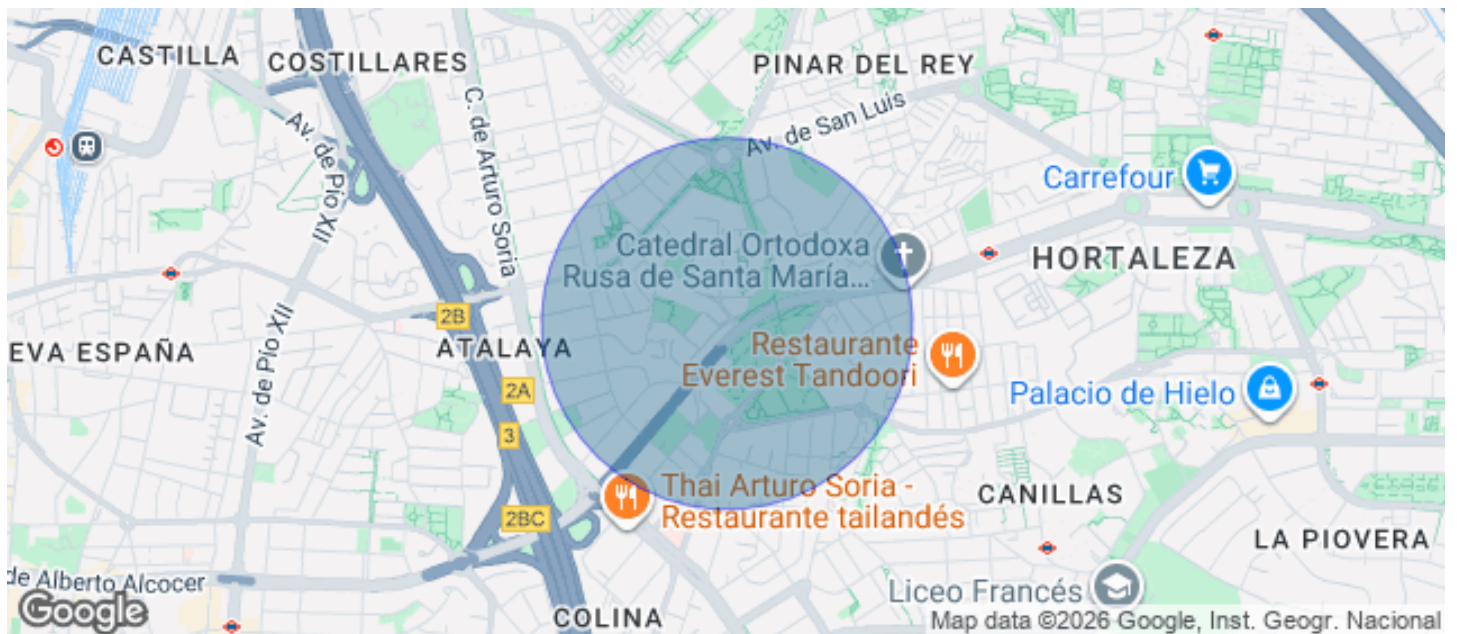 CASTILLA
COSTILLARES
PINAR DEL REY
C. de Arturo Soria
Av. de Pío XII
Av. de San Luis
Carrefour
Catedral Ortodoxa
Rusa de Santa María...
HORTALEZA
2B
EVA ESPAÑA
ATALAYA
Restaurante
Everest Tandoori
2A
Palacio de Hielo
Av. de Pío XII
3
Thai Arturo Soria -
Restaurante tailandés
CANILLAS
2BC
LA PIOVERA
de Alberto Alcocer
Liceo Francés
Google
COLINA
Map data ©2026 Google, Inst. Geogr. Nacional